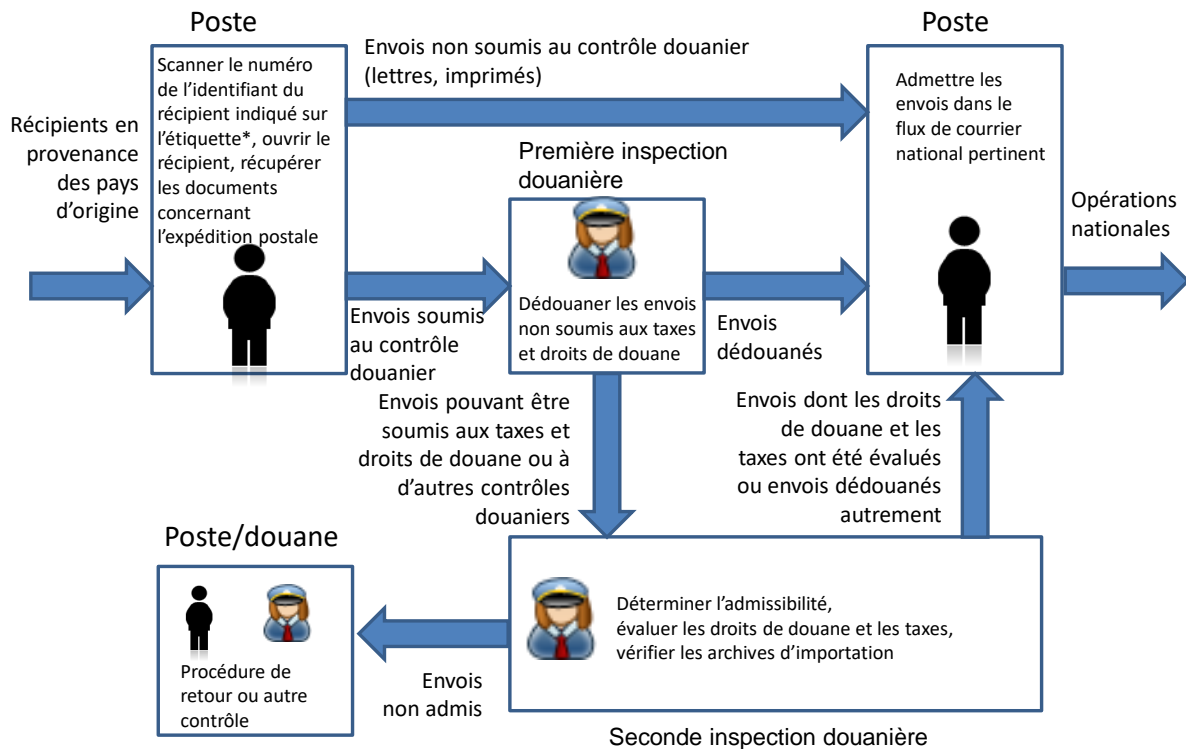 Poste
Scanner le numéro
de l'identifiant du
récipient indiqué sur
l'étiquette*, ouvrir le
récipient, récupérer
les documents
concernant
l'expédition postale
Récipients en
provenance
des pays
d'origine
Envois non soumis au contrôle douanier
(lettres, imprimés)
Poste
Admettre les
envois dans le
flux de courrier
national pertinent
Opérations
nationales
Première inspection
douanière
Dédouaner les envois
non soumis aux taxes
et droits de douane
Envois soumis
au contrôle
douanier
Envois
dédouanés
Envois pouvant être
soumis aux taxes et
droits de douane ou à
d'autres contrôles
douaniers
Envois dont les droits
de douane et les
taxes ont été évalués
ou envois dédouanés
autrement
Poste/douane
Procédure de
retour ou autre
contrôle
Envois
non admis
Déterminer l'admissibilité,
évaluer les droits de douane et les taxes,
vérifier les archives d'importation
Seconde inspection douanière